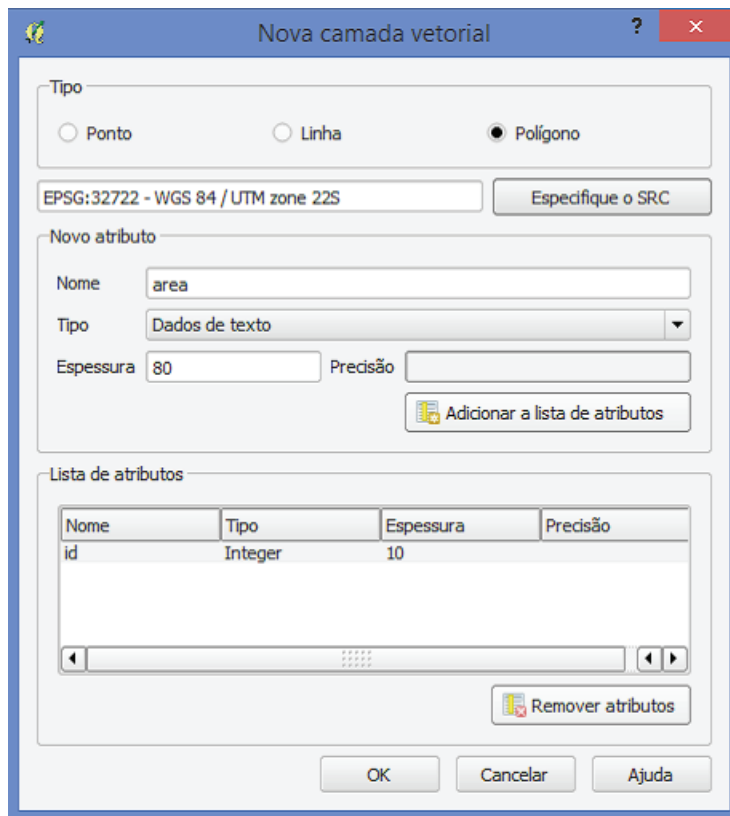 Nova camada vetorial
?
×
Tipo
Ponto Linha Polígono
EPSG:32722 - WGS 84 / UTM zone 22S Especifique o SRC
Novo atributo
Nome area
Tipo Dados de texto
Espessura 80 Precisão
Adicionar a lista de atributos
Lista de atributos
Nome Tipo Espessura Precisão
id Integer 10
Remover atributos
OK Cancelar Ajuda